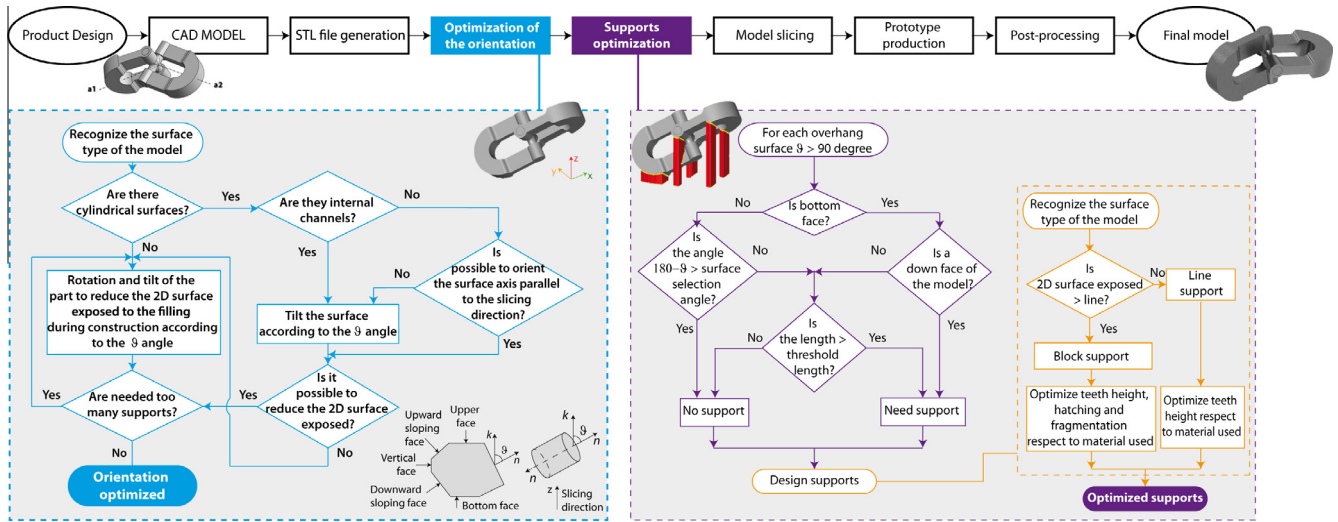 Product Design
CAD MODEL
STL file generation
Optimization of
the orientation
Supports
optimization
Model slicing
Prototype
production
Post-processing
Final model
a1
a2
Recognize the surface
type of the model
Are there
cylindrical surfaces?
Yes
No
Are they internal
channels?
No
Yes
Is
possible to orient
the surface axis parallel
to the slicing
direction?
No
Yes
Rotation and tilt of the
part to reduce the 2D surface
exposed to the filling
during construction according
to the ϑ angle
Tilt the surface
according to the ϑ angle
Is it
possible to
reduce the 2D surface
exposed?
Yes
No
Are needed too
many supports?
Yes
No
Orientation
optimized
z
y
x
Upward
sloping
face
Upper
face
Vertical
face
Downward
sloping face
Bottom face
k
ϑ
n
k
ϑ
n
n
z
Slicing
direction
For each overhang
surface ϑ > 90 degree
Is bottom
face?
No
Yes
Is
the angle
180−ϑ > surface
selection
angle?
No
Yes
Is a
down face of
the model?
No
Yes
Is
the length >
threshold
length?
No
Yes
No support
Need support
Design supports
Recognize the surface
type of the model
Is
2D surface exposed
> line?
No
Yes
Line
support
Block support
Optimize teeth height,
hatching and
fragmentation
respect to material used
Optimize teeth
height respect
to material used
Optimized supports